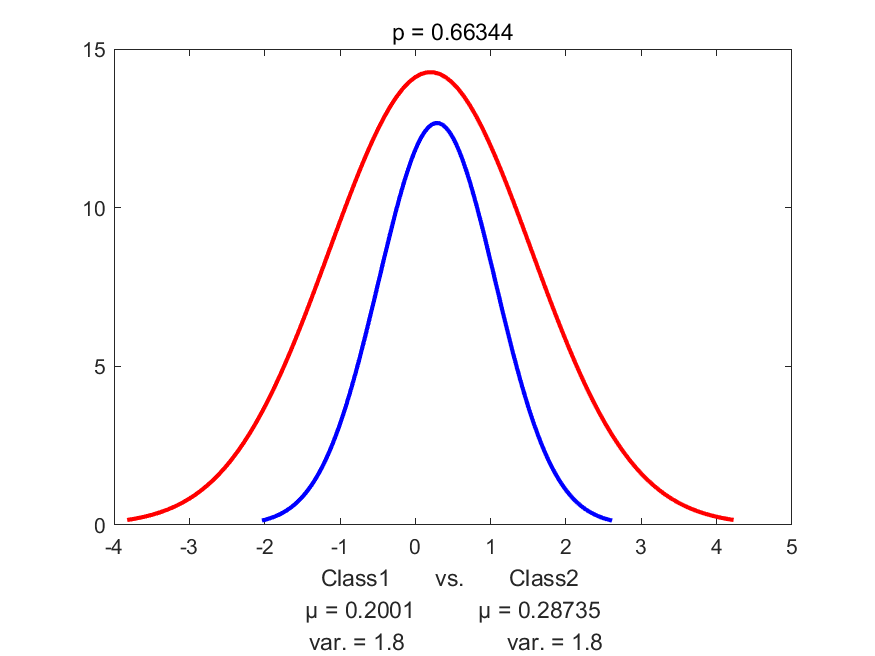 p = 0.66344
15
10
5
0
-4 -3 -2 -1 0 1 2 3 4 5
Class1 vs. Class2
μ = 0.2001 μ = 0.28735
var. = 1.8 var. = 1.8